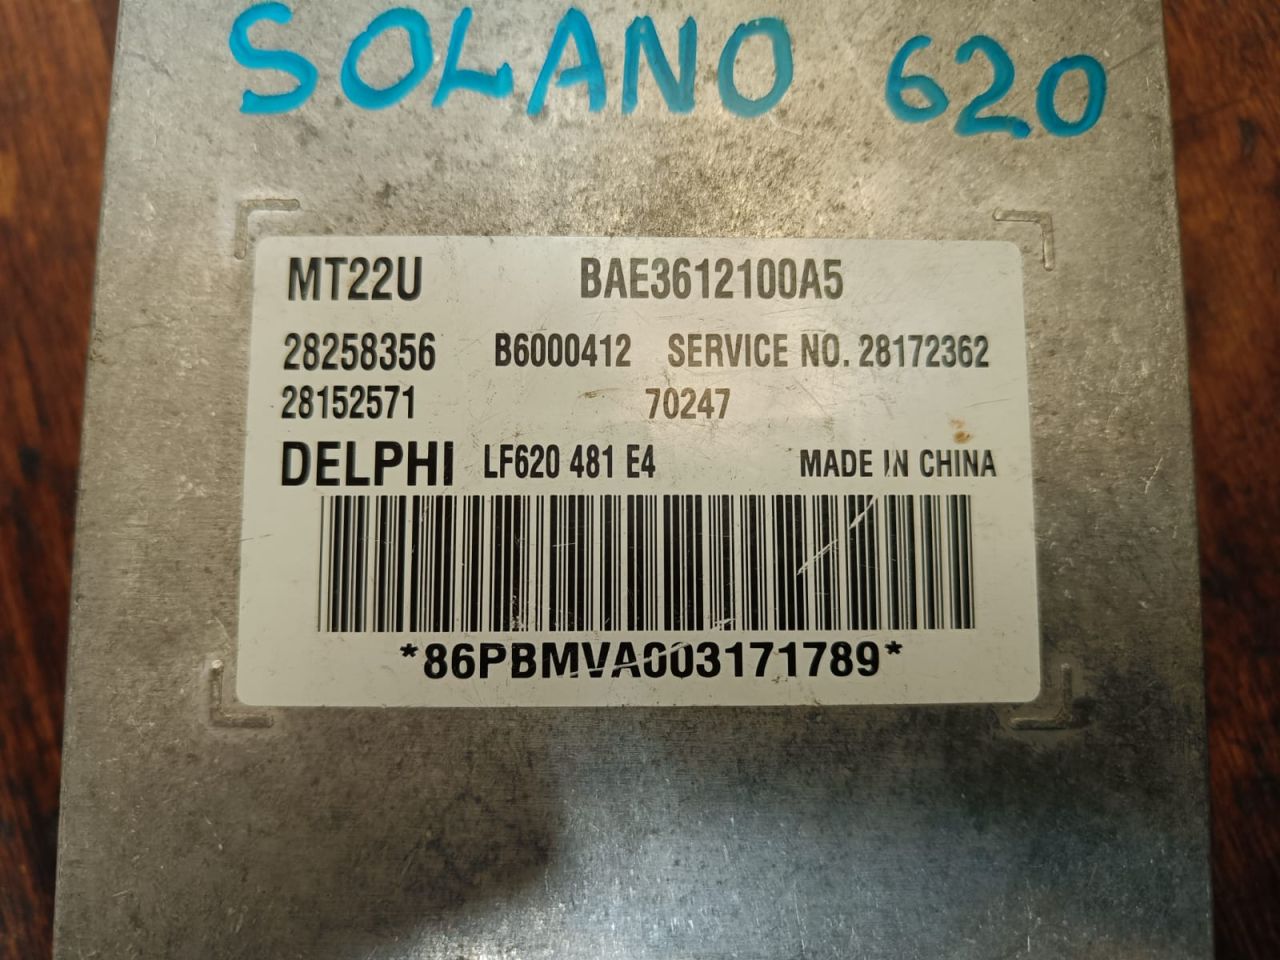 SOLANO 620
MT22U BAE3612100A5
28258356 B6000412 SERVICE NO. 28172362
28152571 70247
DELPHI LF620 481 E4 MADE IN CHINA
*86PBMVA003171789*